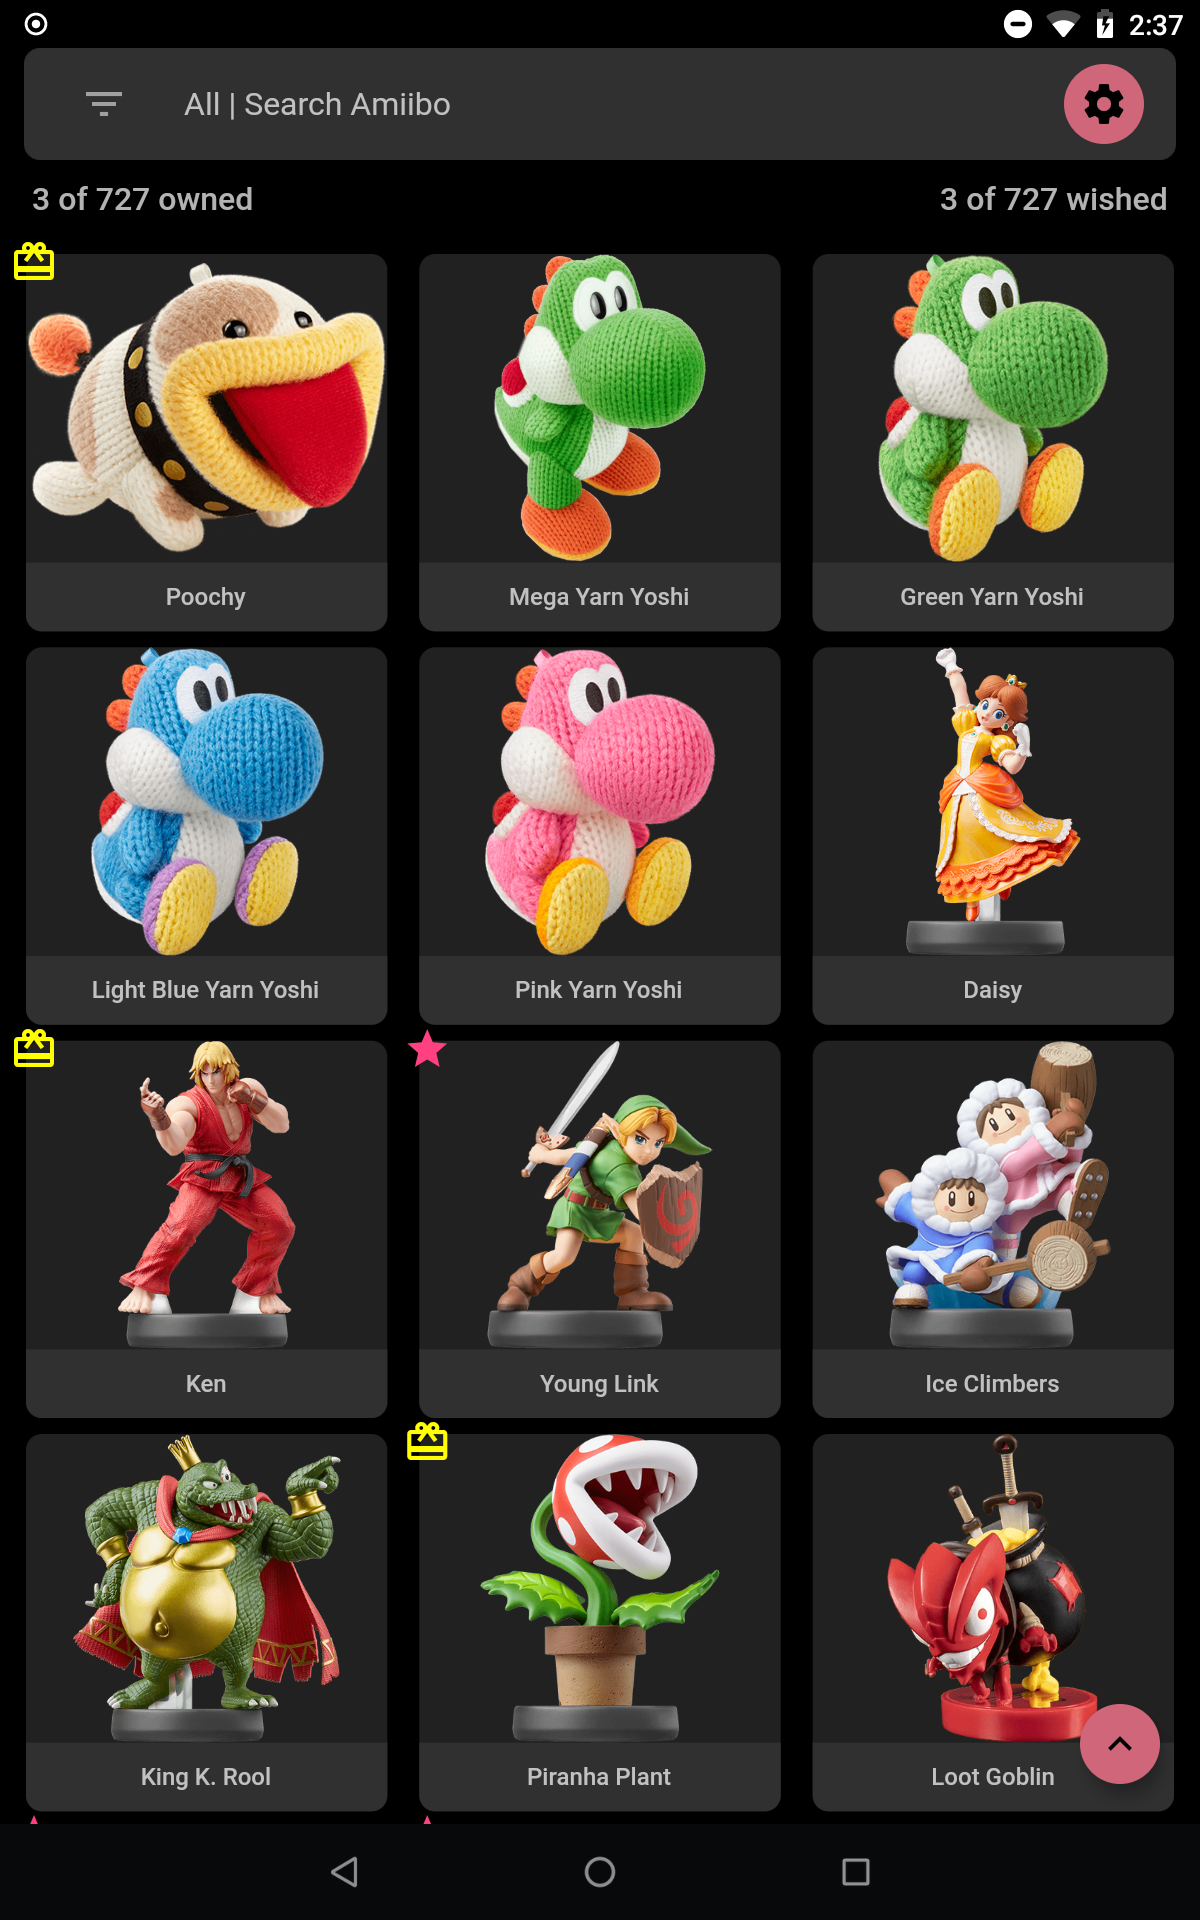 2:37
All | Search Amiibo
3 of 727 owned
3 of 727 wished
Poochy
Mega Yarn Yoshi
Green Yarn Yoshi
Light Blue Yarn Yoshi
Pink Yarn Yoshi
Daisy
Ken
Young Link
Ice Climbers
King K. Rool
Piranha Plant
Loot Goblin